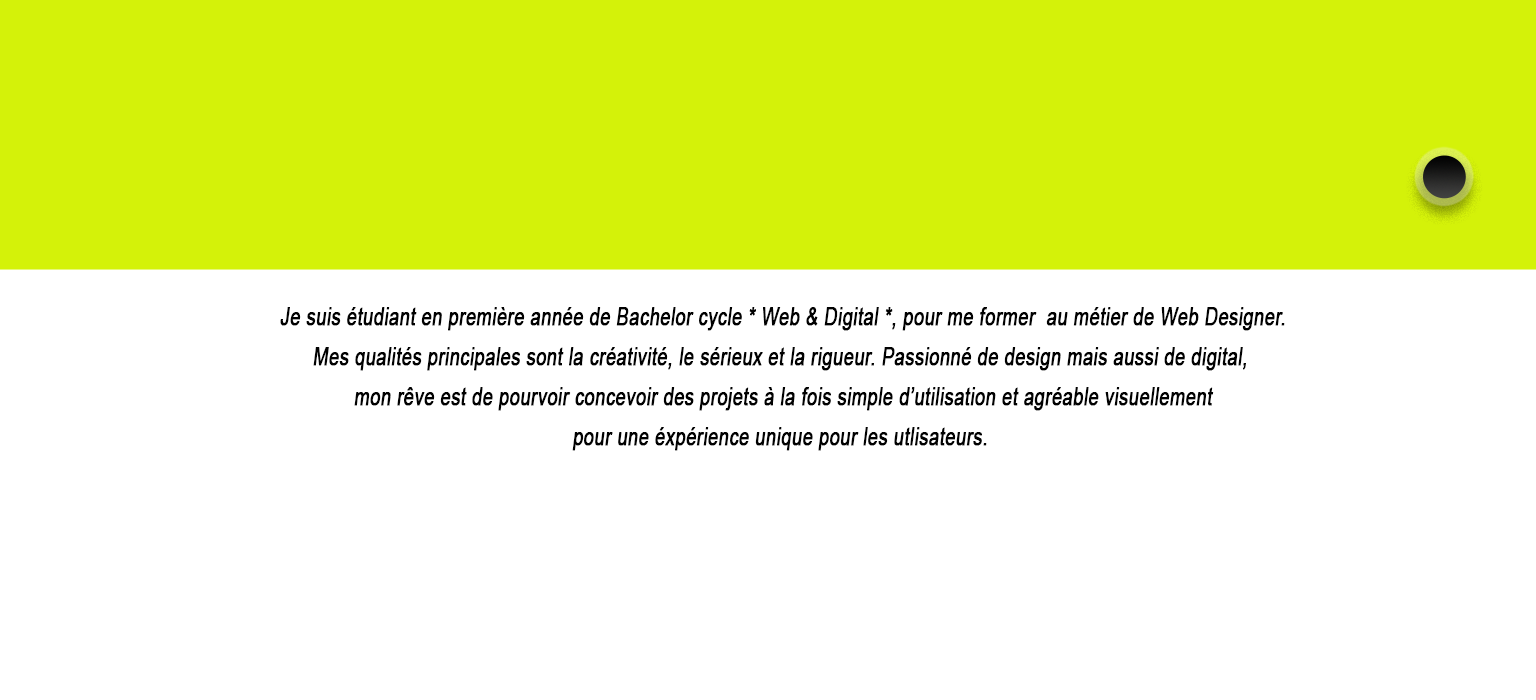 Je suis étudiant en première année de Bachelor cycle * Web & Digital *, pour me former  au métier de Web Designer.
Mes qualités principales sont la créativité, le sérieux et la rigueur. Passionné de design mais aussi de digital,
mon rêve est de pourvoir concevoir des projets à la fois simple d’utilisation et agréable visuellement
pour une éxpérience unique pour les utlisateurs.